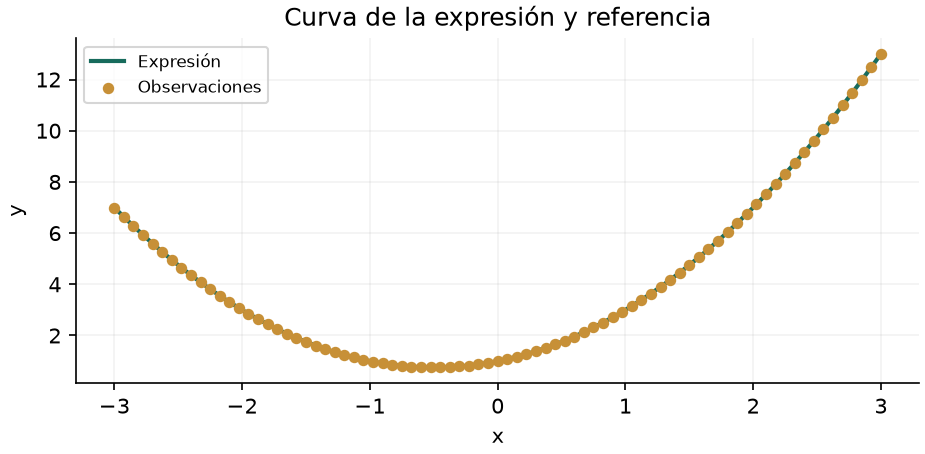 Curva de la expresión y referencia
Expresión
Observaciones
12
10
8
6
4
2
y
−3 −2 −1 0 1 2 3
x